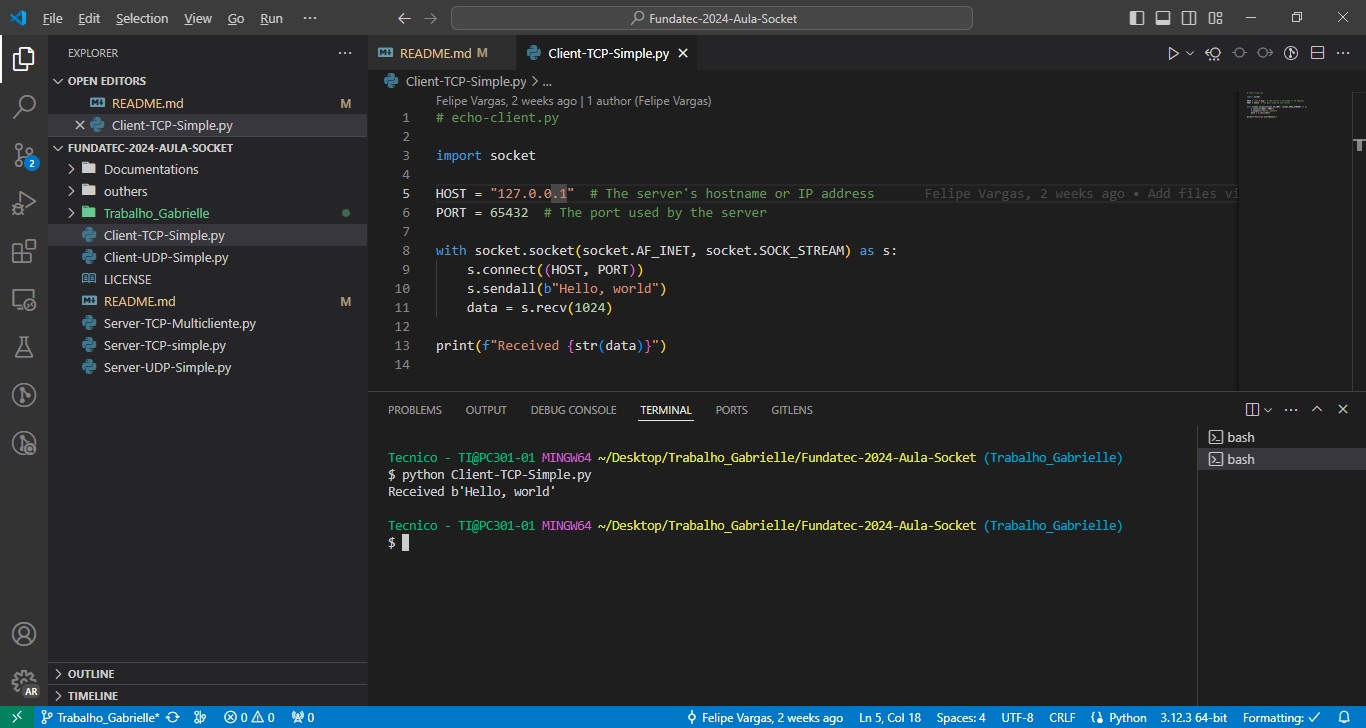 File Edit Selection View Go Run ··· Fundatec-2024-Aula-Socket
EXPLORER ···
OPEN EDITORS
README.md M
Client-TCP-Simple.py
FUNDATEC-2024-AULA-SOCKET
Documentations
outhers
Trabalho_Gabrielle
Client-TCP-Simple.py
Client-UDP-Simple.py
LICENSE
README.md M
Server-TCP-Multicliente.py
Server-TCP-simple.py
Server-UDP-Simple.py
OUTLINE
TIMELINE
AR
2
README.md M Client-TCP-Simple.py
Client-TCP-Simple.py > ...
Felipe Vargas, 2 weeks ago | 1 author (Felipe Vargas)
1 # echo-client.py
2
3 import socket
4
5 HOST = "127.0.0.1"  # The server's hostname or IP address Felipe Vargas, 2 weeks ago • Add files vi
6 PORT = 65432  # The port used by the server
7
8 with socket.socket(socket.AF_INET, socket.SOCK_STREAM) as s:
9     s.connect((HOST, PORT))
10     s.sendall(b"Hello, world")
11     data = s.recv(1024)
12
13 print(f"Received {str(data)}")
14
PROBLEMS OUTPUT DEBUG CONSOLE TERMINAL PORTS GITLENS
Tecnico - TI@PC301-01 MINGW64 ~/Desktop/Trabalho_Gabrielle/Fundatec-2024-Aula-Socket (Trabalho_Gabrielle)
$ python Client-TCP-Simple.py
Received b'Hello, world'
Tecnico - TI@PC301-01 MINGW64 ~/Desktop/Trabalho_Gabrielle/Fundatec-2024-Aula-Socket (Trabalho_Gabrielle)
$
bash
bash
Trabalho_Gabrielle* 0 0 0 Felipe Vargas, 2 weeks ago Ln 5, Col 18 Spaces: 4 UTF-8 CRLF Python 3.12.3 64-bit Formatting: ✓